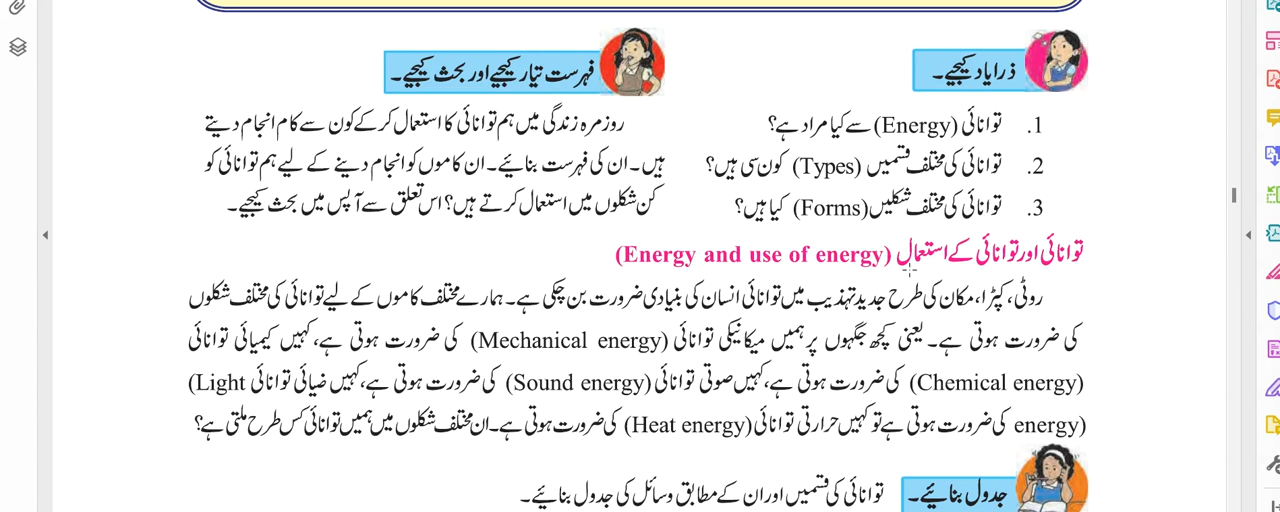 ذرا یاد کیجیے۔
1. توانائی (Energy) سے کیا مراد ہے؟
2. توانائی کی مختلف قسمیں (Types) کون سی ہیں؟
3. توانائی کی مختلف شکلیں (Forms) کیا ہیں؟
فہرست تیار کیجیے اور بحث کیجیے۔
روزمرہ زندگی میں ہم توانائی کا استعمال کرکے کون سے کام انجام دیتے
ہیں۔ ان کی فہرست بنائیے۔ ان کاموں کو انجام دینے کے لیے ہم توانائی کو
کن شکلوں میں استعمال کرتے ہیں؟ اس تعلق سے آپس میں بحث کیجیے۔
توانائی اور توانائی کے استعمال (Energy and use of energy)
روٹی، کپڑا، مکان کی طرح جدید تہذیب میں توانائی انسان کی بنیادی ضرورت بن چکی ہے۔ ہمارے مختلف کاموں کے لیے توانائی کی مختلف شکلوں
کی ضرورت ہوتی ہے۔ یعنی کچھ جگہوں پر ہمیں میکانیکی توانائی (Mechanical energy) کی ضرورت ہوتی ہے، کہیں کیمیائی توانائی
(Chemical energy) کی ضرورت ہوتی ہے، کہیں صوتی توانائی (Sound energy) کی ضرورت ہوتی ہے، کہیں ضیائی توانائی (Light
energy) کی ضرورت ہوتی ہے تو کہیں حرارتی توانائی (Heat energy) کی ضرورت ہوتی ہے۔ ان مختلف شکلوں میں ہمیں توانائی کس طرح ملتی ہے؟
جدول بنائیے۔ توانائی کی قسمیں اور ان کے مطابق وسائل کی جدول بنائیے۔